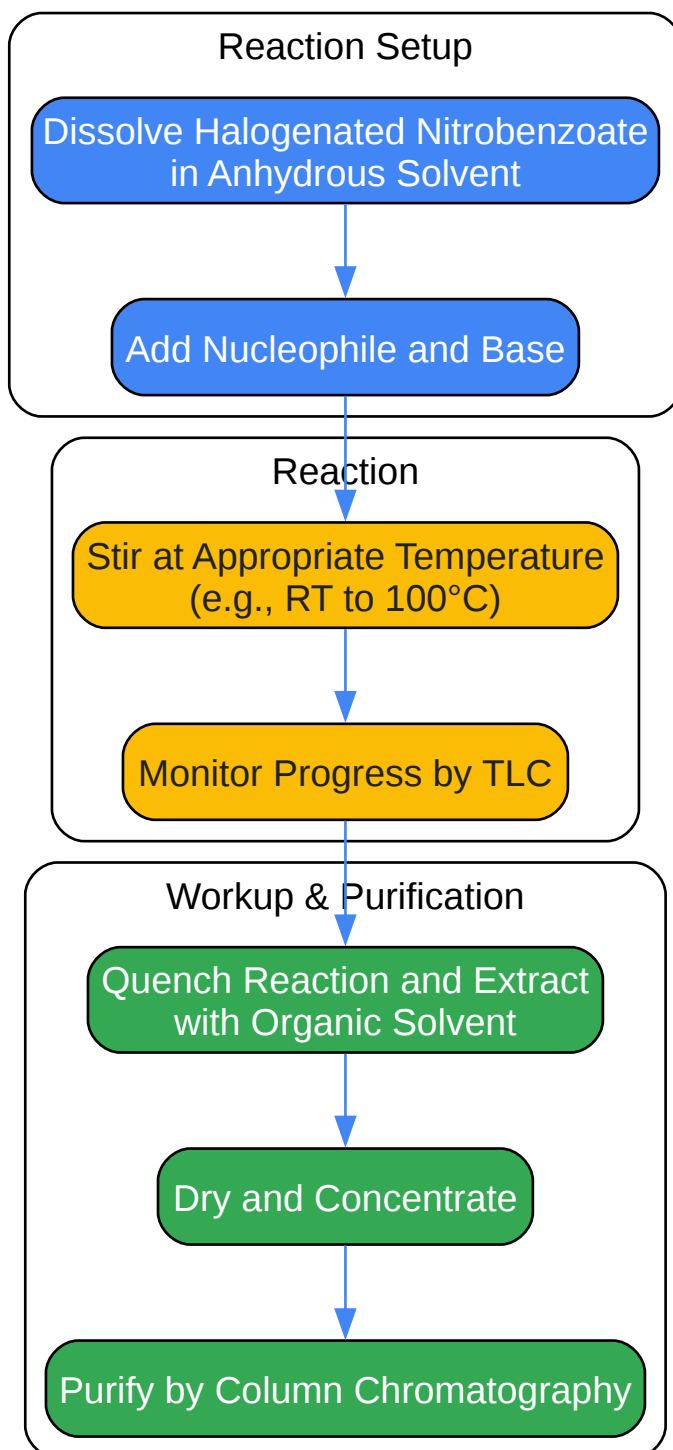 Reaction Setup
Dissolve Halogenated Nitrobenzoate
in Anhydrous Solvent
Add Nucleophile and Base
Reaction
Stir at Appropriate Temperature
(e.g., RT to 100°C)
Monitor Progress by TLC
Workup & Purification
Quench Reaction and Extract
with Organic Solvent
Dry and Concentrate
Purify by Column Chromatography